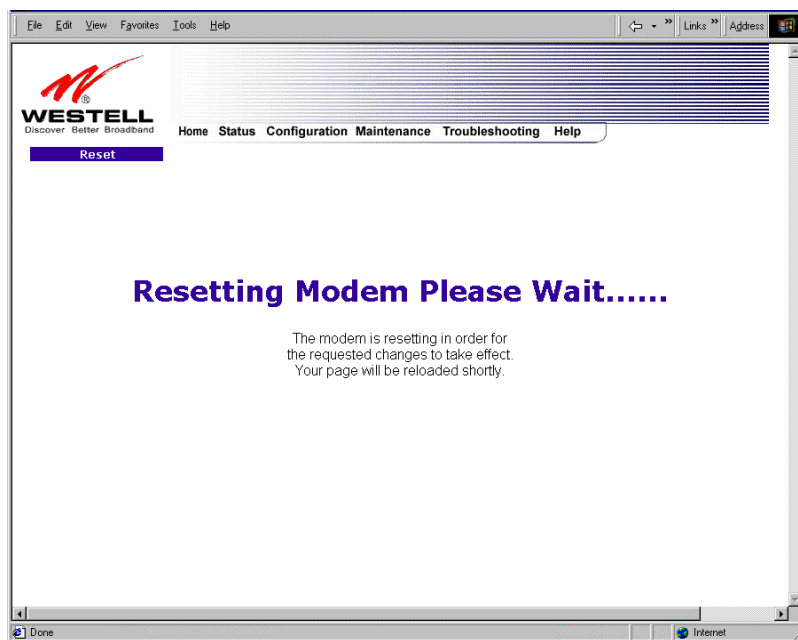 File Edit View Favorites Tools Help
Links » Address
»
WESTELL
®
Discover Better Broadband
Home Status Configuration Maintenance Troubleshooting Help
Reset
Resetting Modem Please Wait......
The modem is resetting in order for
the requested changes to take effect.
Your page will be reloaded shortly.
Done
Internet